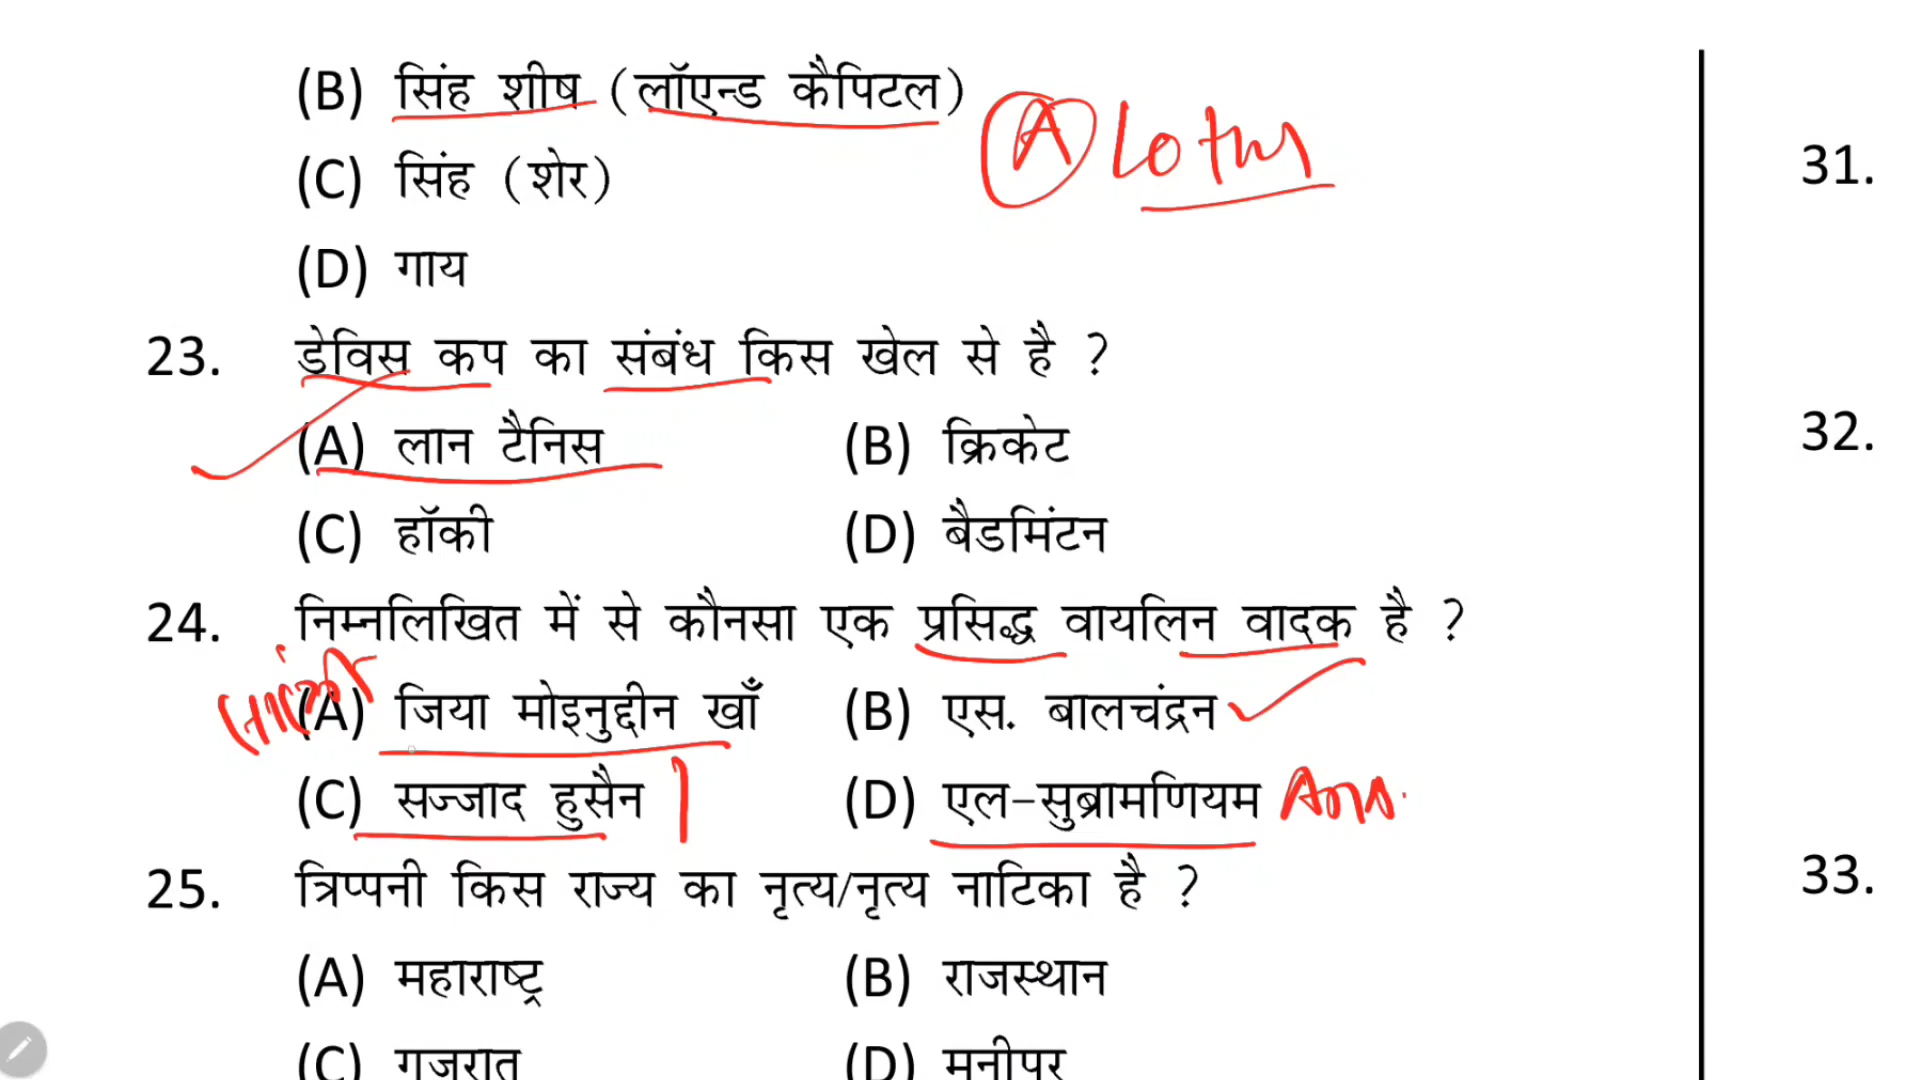 (B) सिंह शीष (लॉएन्ड कैपिटल)
(A) Lotus
(C) सिंह (शेर)
(D) गाय
23. डेविस कप का संबंध किस खेल से है ?
(A) लान टैनिस (B) क्रिकेट
(C) हॉकी (D) बैडमिंटन
24. निम्नलिखित में से कौनसा एक प्रसिद्ध वायलिन वादक है ?
(A) जिया मोइनुद्दीन खाँ (B) एस. बालचंद्रन
(C) सज्जाद हुसैन (D) एल-सुब्रामणियम Ans.
25. त्रिप्पनी किस राज्य का नृत्य/नृत्य नाटिका है ?
(A) महाराष्ट्र (B) राजस्थान
(C) गुजरात (D) मनीपुर
31.
32.
33.